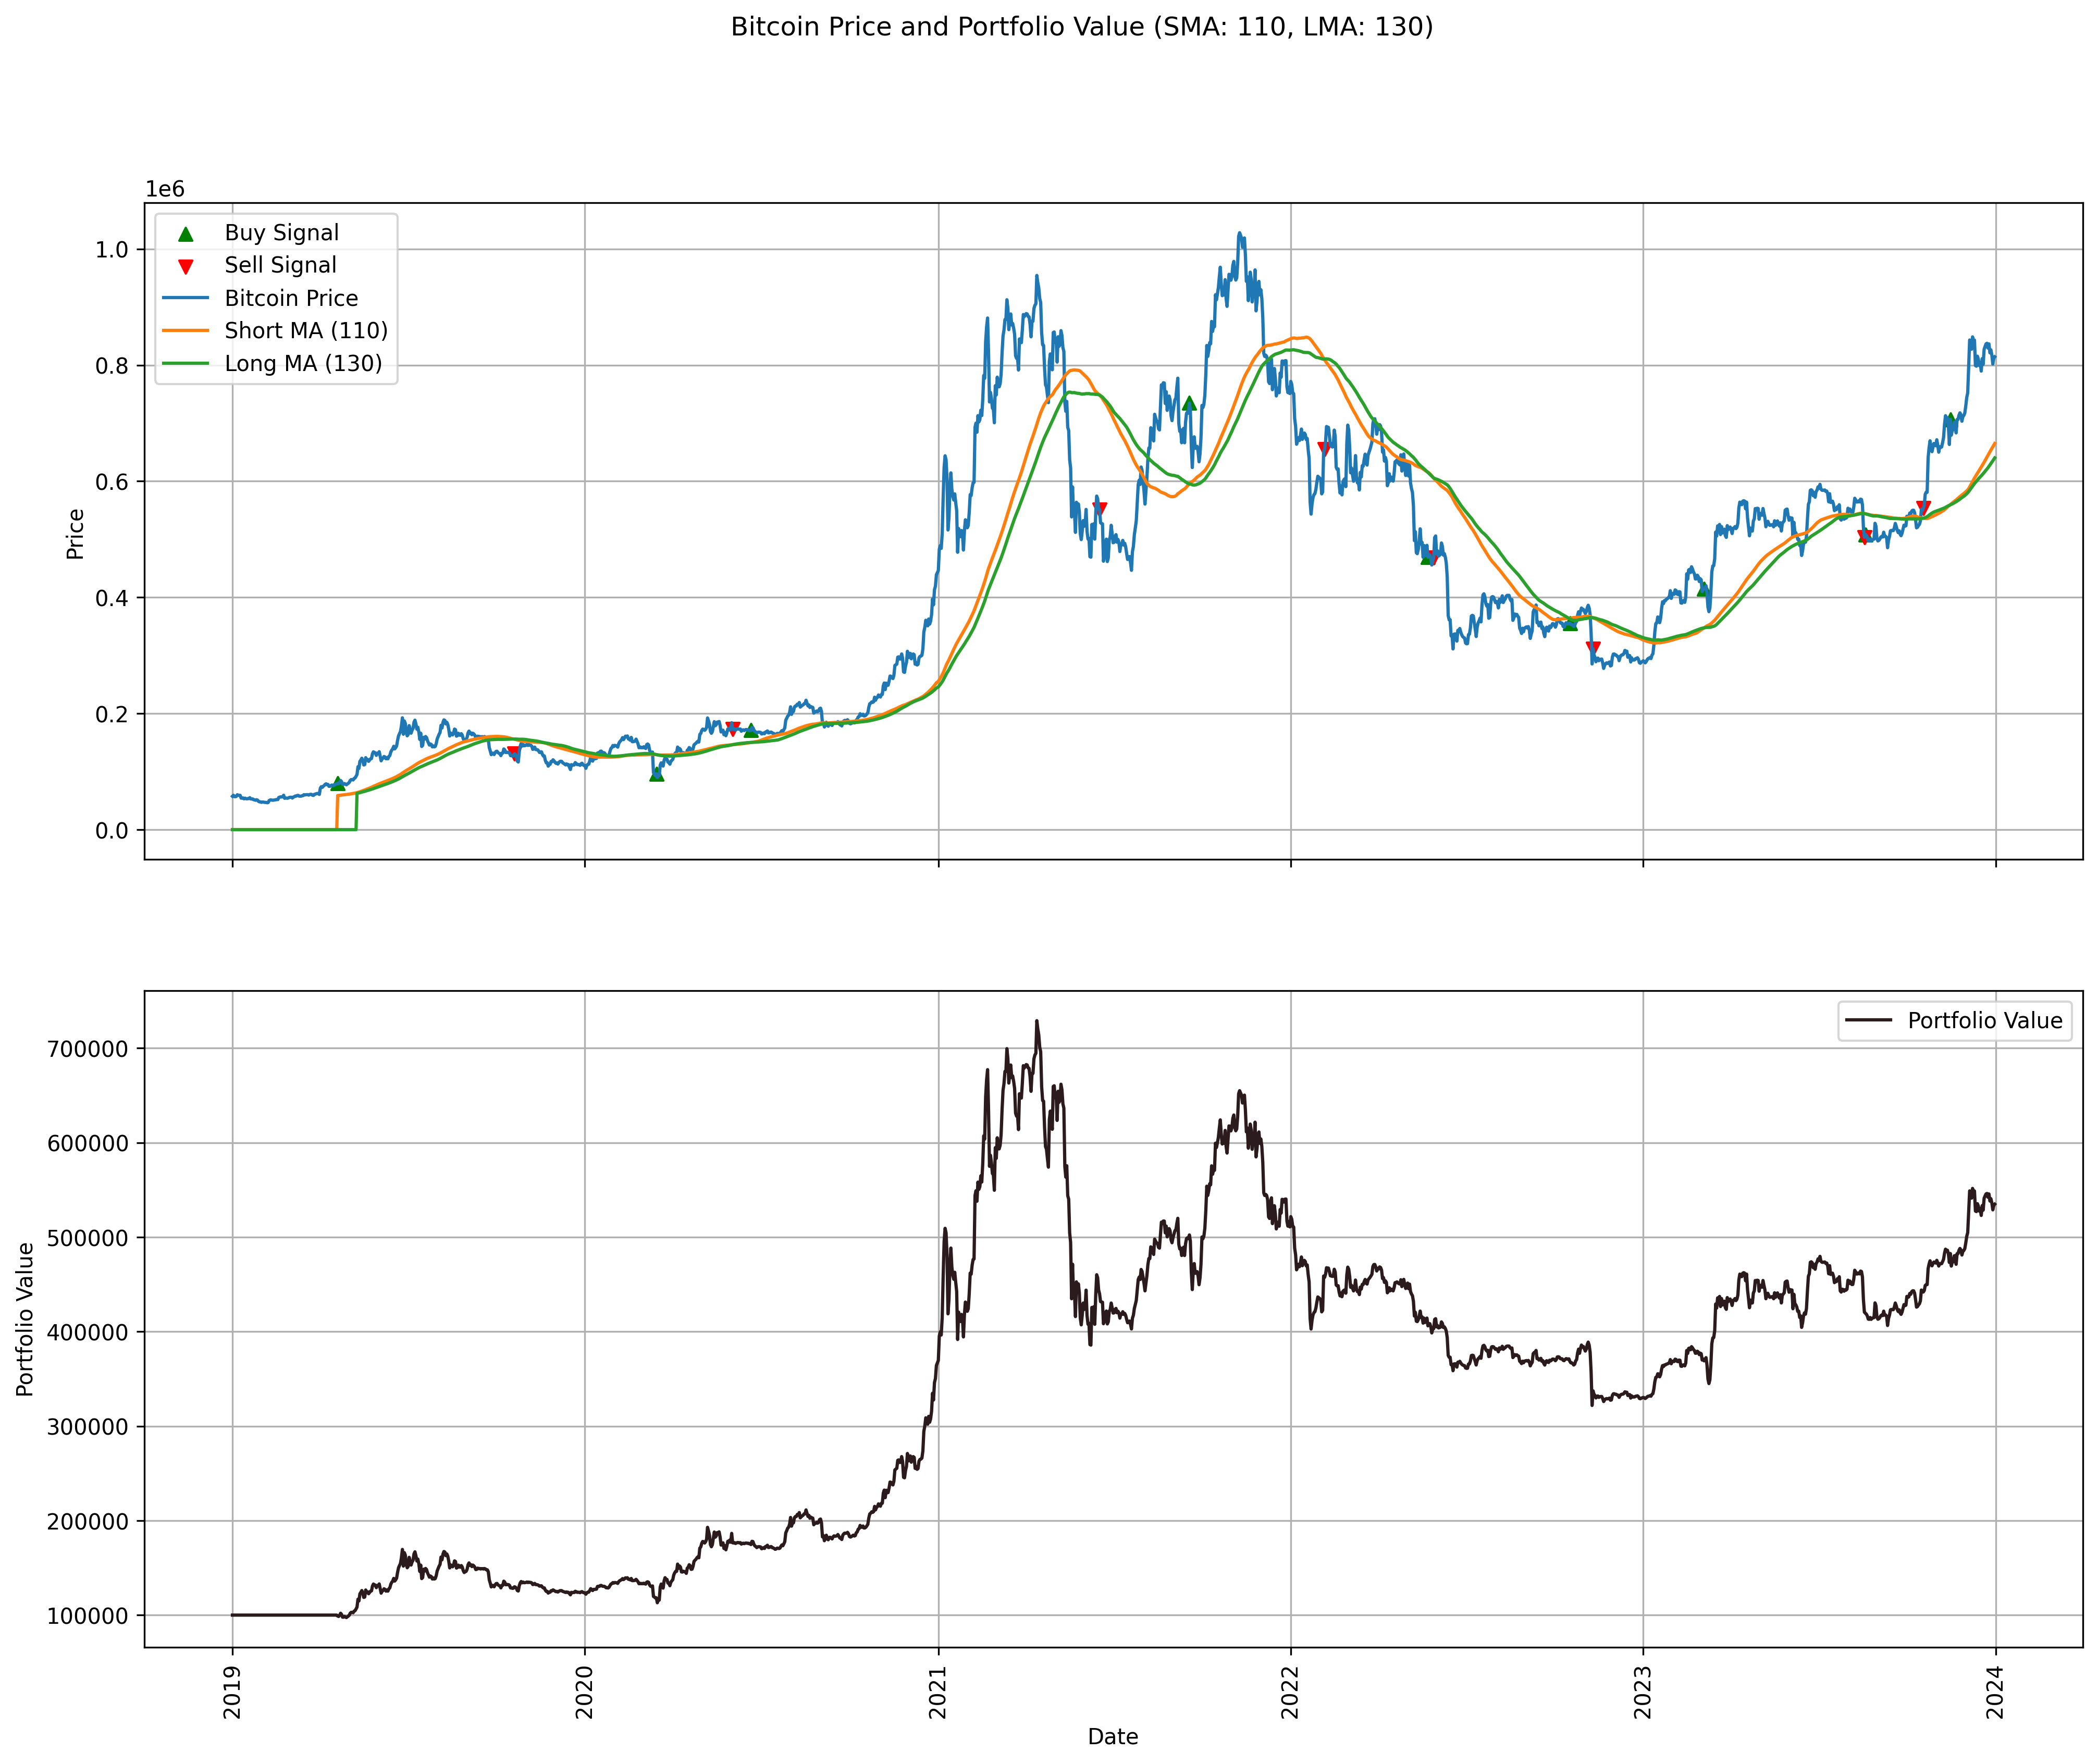 Bitcoin Price and Portfolio Value (SMA: 110, LMA: 130)
1e6
Buy Signal
Sell Signal
Bitcoin Price
Short MA (110)
Long MA (130)
1.0
0.8
0.6
0.4
0.2
0.0
Price
Portfolio Value
700000
600000
500000
400000
300000
200000
100000
Portfolio Value
2019
2020
2021
2022
2023
2024
Date